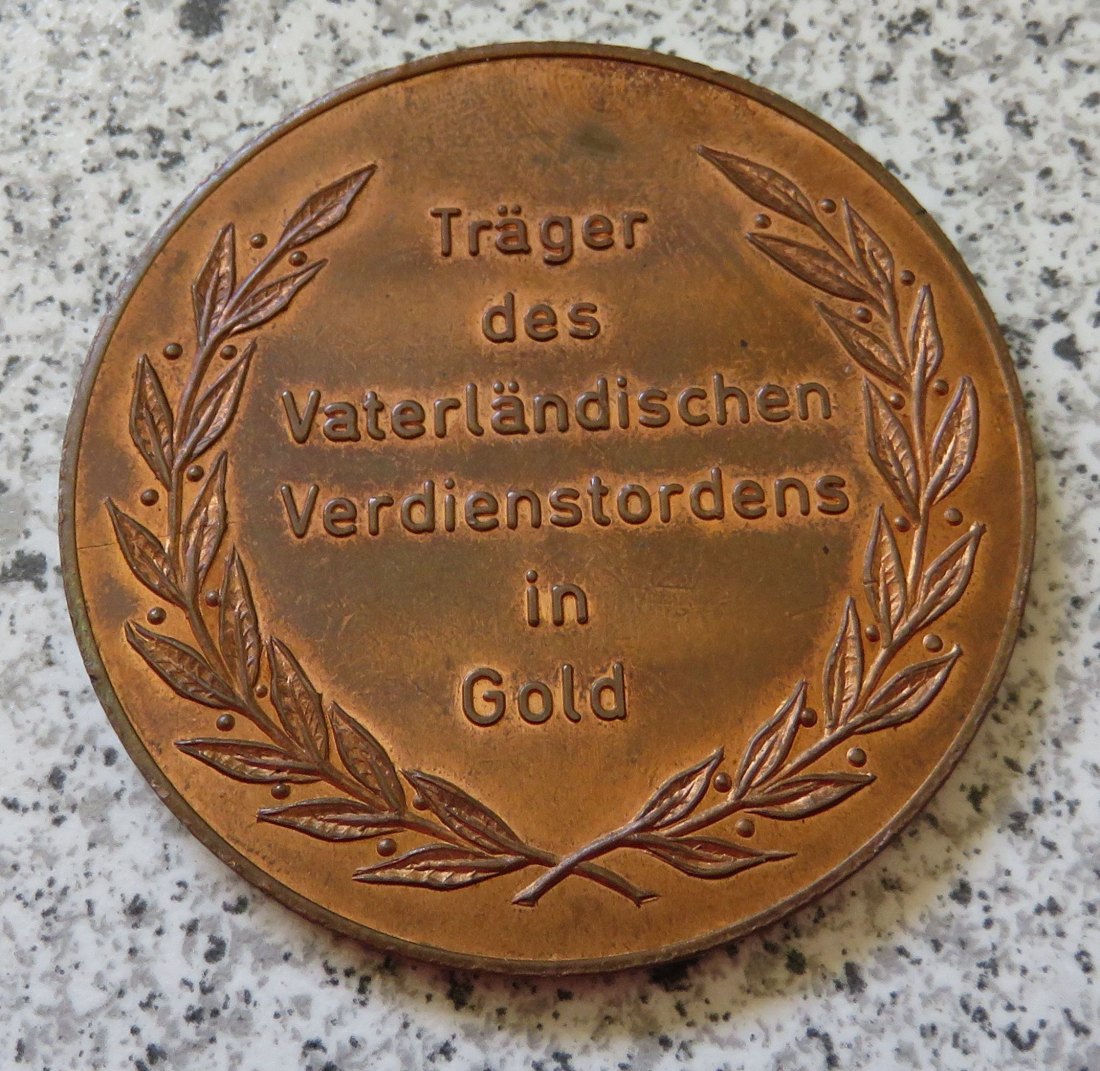 Träger
des
Vaterländischen
Verdienstordens
in
Gold